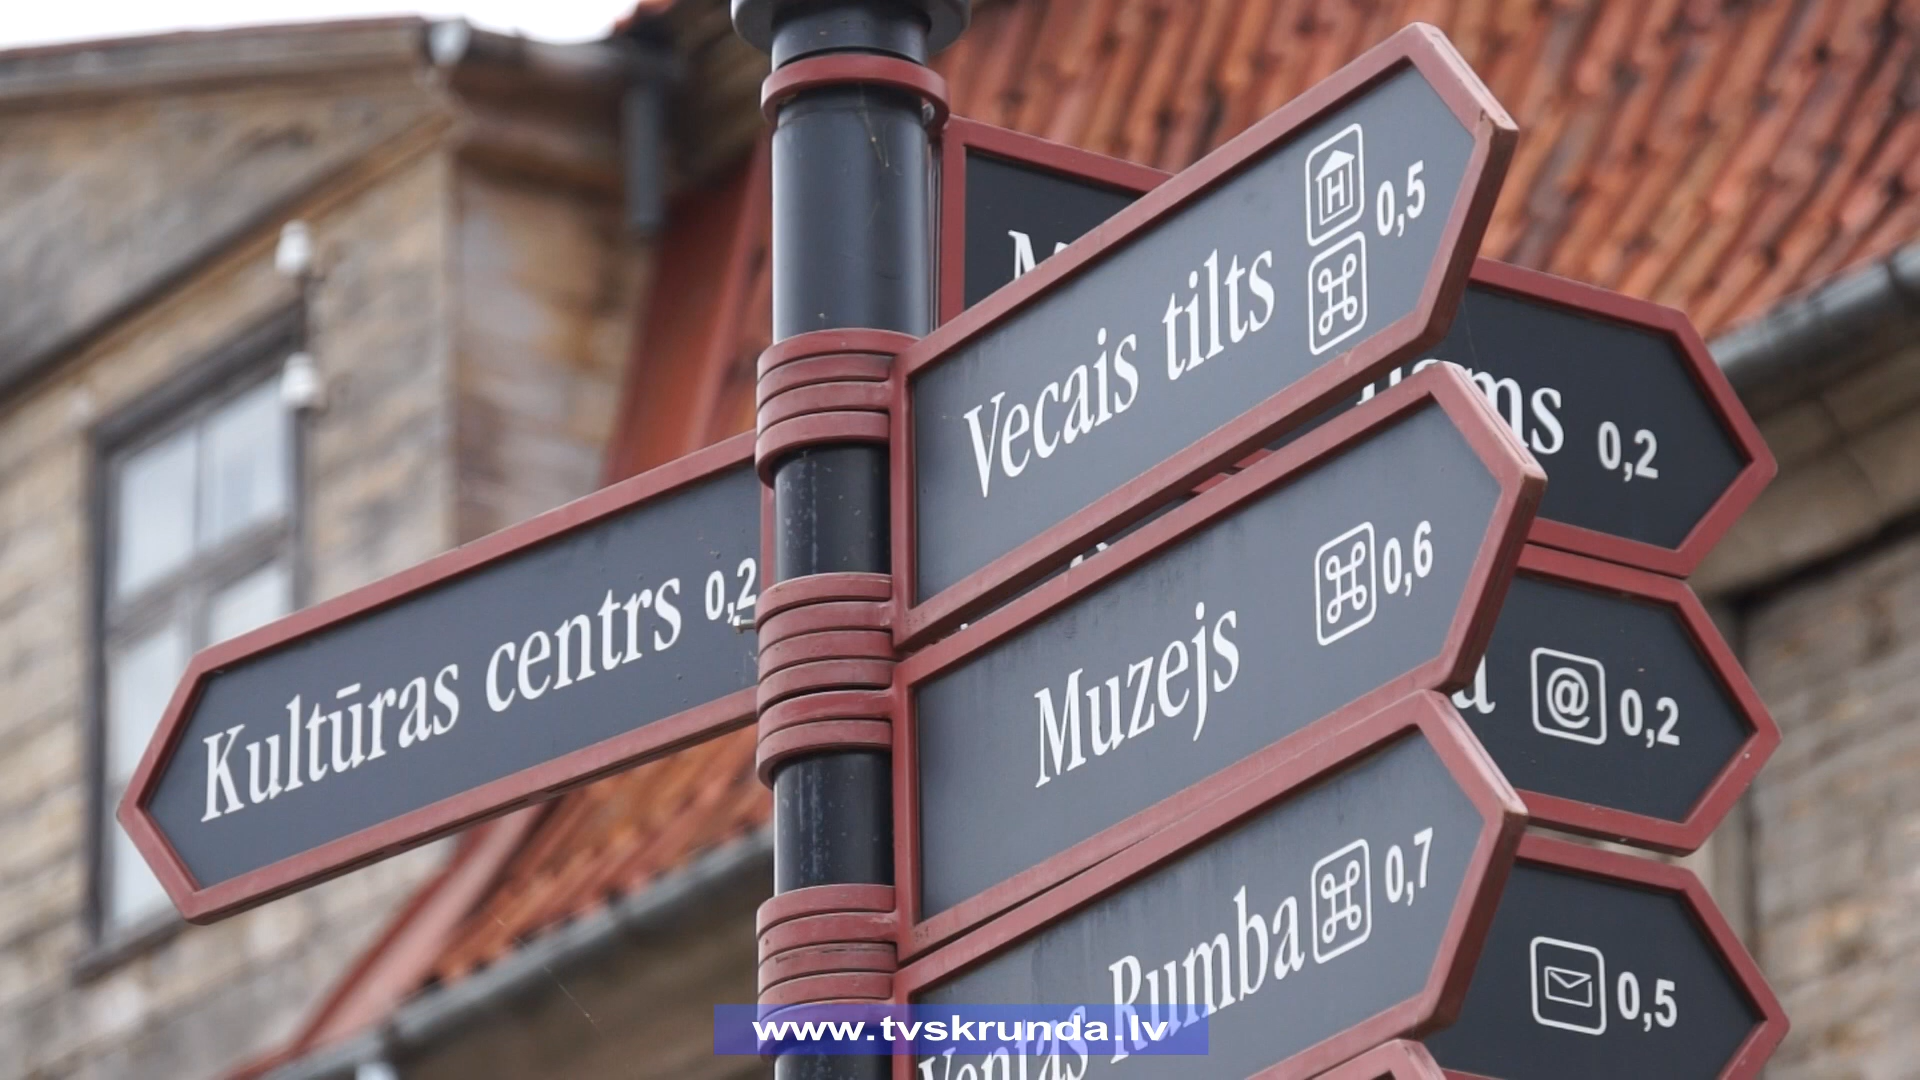 Vecais tilts 0,5
0,2
Kultūras centrs 0,2
Muzejs 0,6
@ 0,2
Ventas Rumba 0,7
0,5
www.tvskrunda.lv